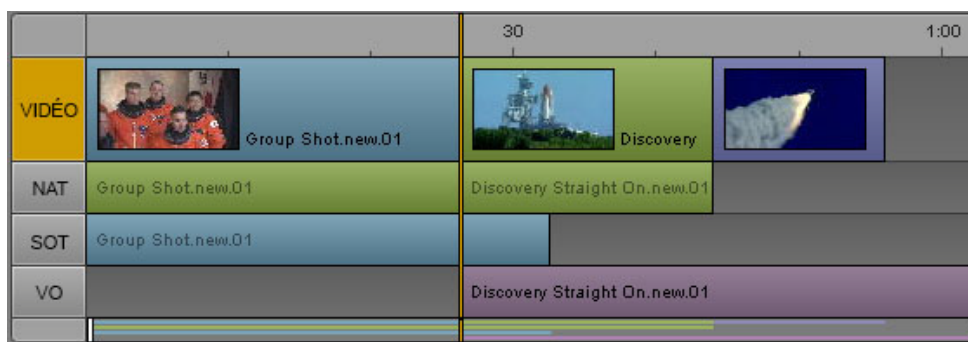 30 1:00
VIDÉO Group Shot.new.01 Discovery
NAT Group Shot.new.01 Discovery Straight On.new.01
SOT Group Shot.new.01
VO Discovery Straight On.new.01